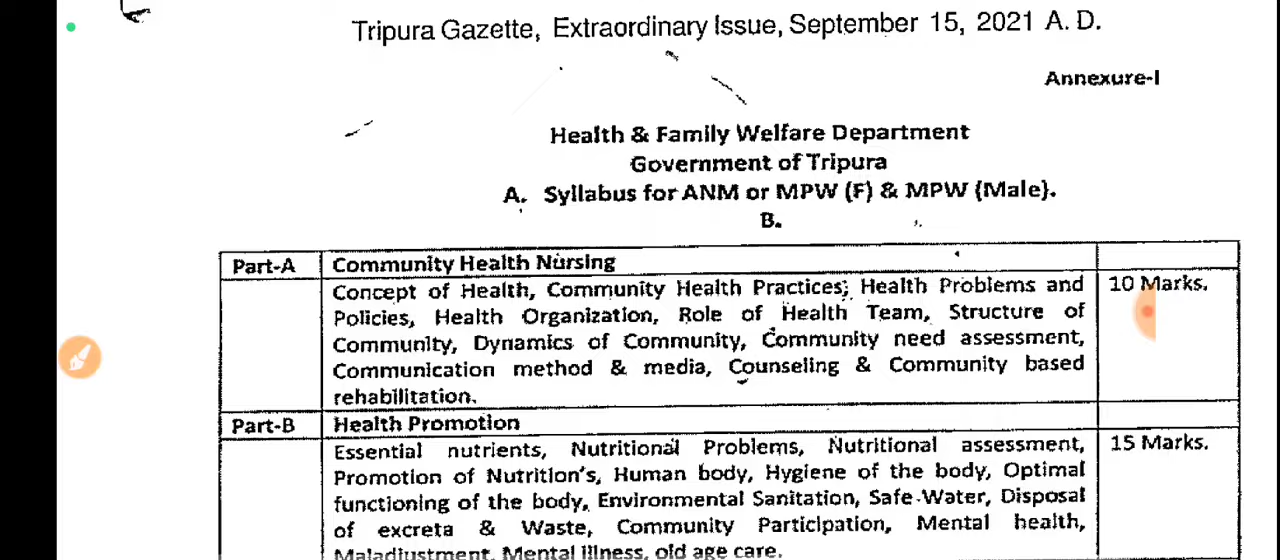 Tripura Gazette, Extraordinary Issue, September 15, 2021 A. D.
Annexure-I
Health & Family Welfare Department
Government of Tripura
A. Syllabus for ANM or MPW (F) & MPW (Male).
B.
Part-A Community Health Nursing
Concept of Health, Community Health Practices; Health Problems and 10 Marks.
Policies, Health Organization, Role of Health Team, Structure of
Community, Dynamics of Community, Community need assessment,
Communication method & media, Counseling & Community based
rehabilitation.
Part-B Health Promotion
Essential nutrients, Nutritional Problems, Nutritional assessment, 15 Marks.
Promotion of Nutrition's, Human body, Hygiene of the body, Optimal
functioning of the body, Environmental Sanitation, Safe Water, Disposal
of excreta & Waste, Community Participation, Mental health,
Maladjustment, Mental illness, old age care.